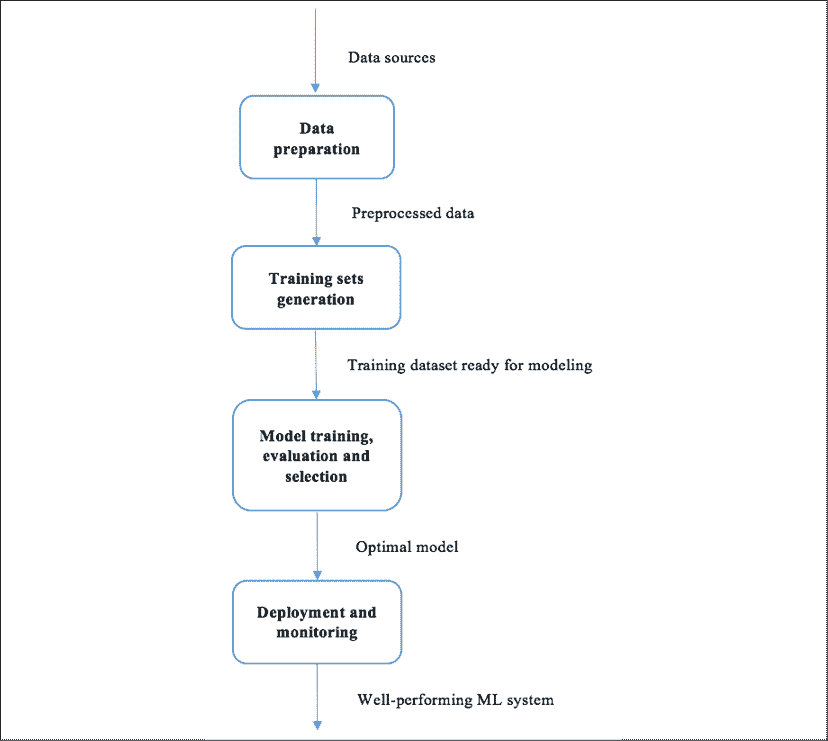 Data sources
Data
preparation
Preprocessed data
Training sets
generation
Training dataset ready for modeling
Model training,
evaluation and
selection
Optimal model
Deployment and
monitoring
Well-performing ML system